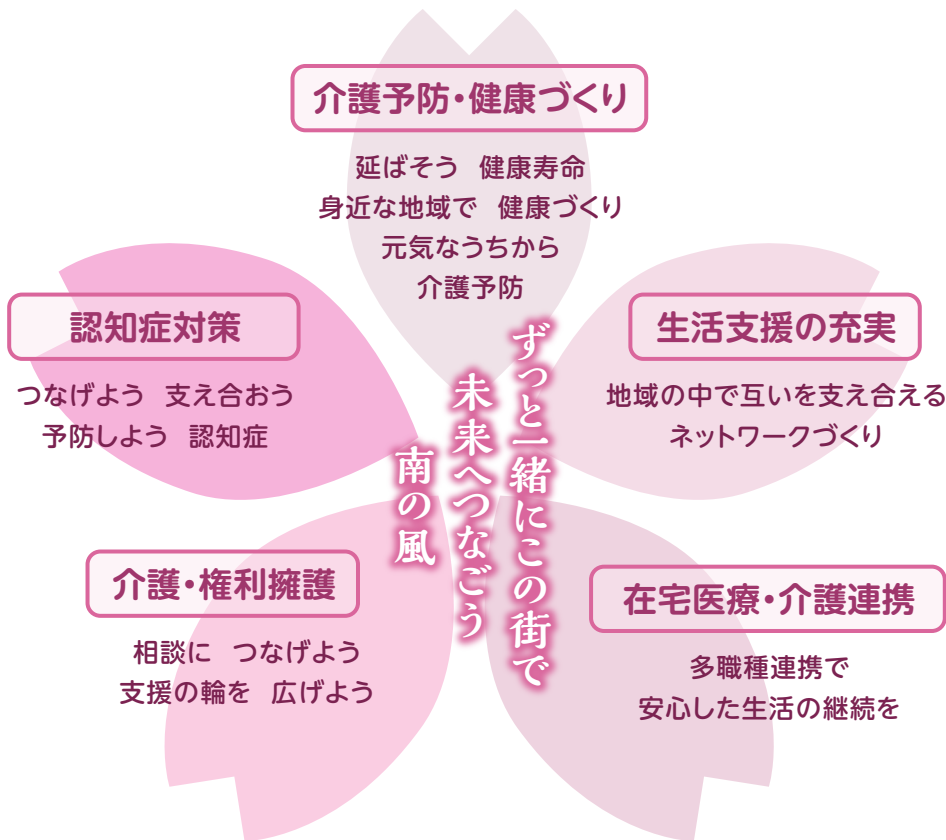 介護予防・健康づくり
延ばそう 健康寿命
身近な地域で 健康づくり
元気なうちから
介護予防
認知症対策
つなげよう 支え合おう
予防しよう 認知症
生活支援の充実
地域の中で互いを支え合える
ネットワークづくり
ずっと一緒にこの街で
未来へつなごう
南の風
介護・権利擁護
相談に つなげよう
支援の輪を 広げよう
在宅医療・介護連携
多職種連携で
安心した生活の継続を